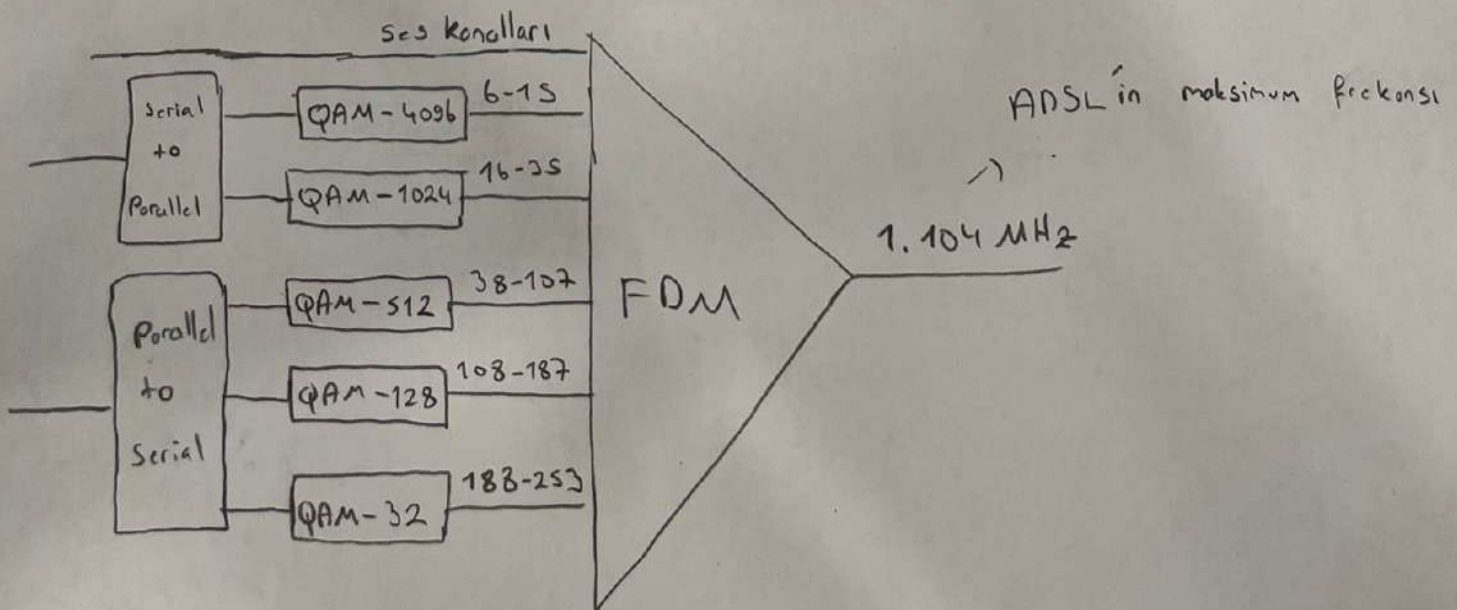 ses kanalları
Serial
to
Parallel
QAM-4096
6-15
QAM-1024
16-35
Parallel
to
Serial
QAM-512
38-107
QAM-128
108-187
QAM-32
188-253
FDM
1.104 MHz
ADSL'in maksimum frekansı